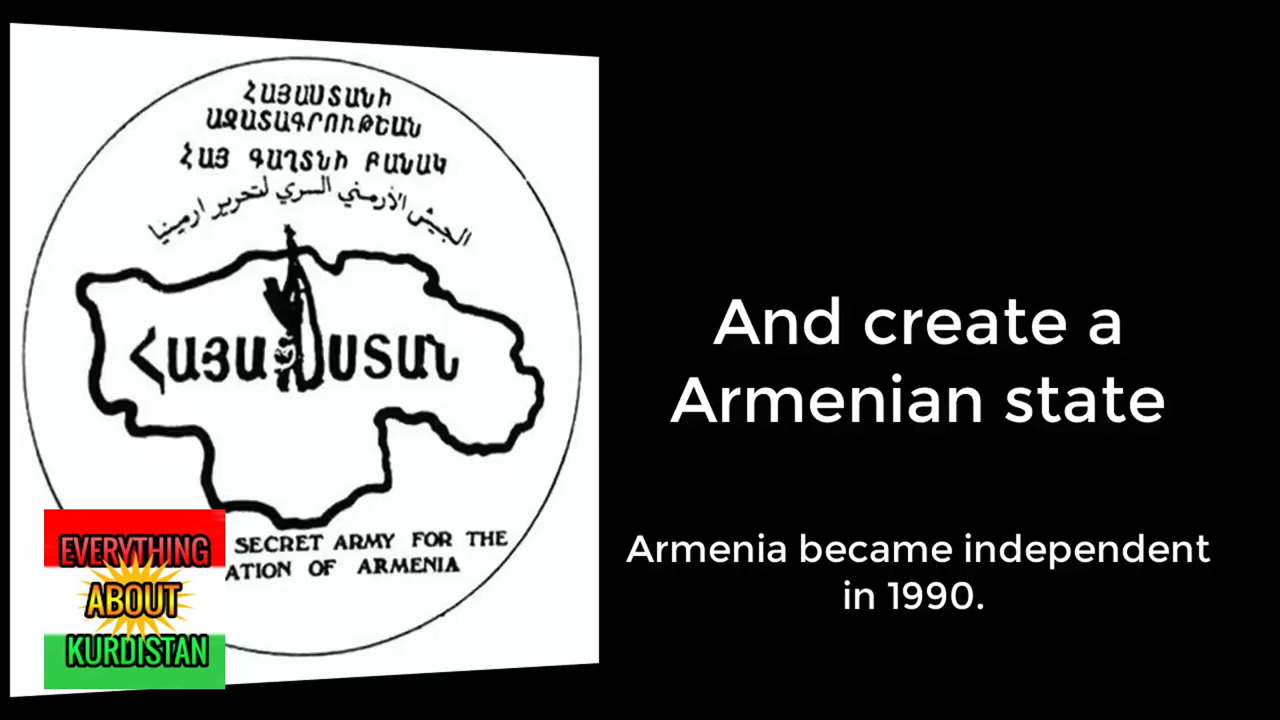 ՀԱՅԱՍՏԱՆԻ
ԱԶԱՏԱԳՐՈՒԹԵԱՆ
ՀԱՅ ԳԱՂՏՆԻ ԲԱՆԱԿ
الجيش الأرمني السري لتحرير ارمينيا
ՀԱՅԱՍՏԱՆ
SECRET ARMY FOR THE
ATION OF ARMENIA
EVERYTHING
ABOUT
KURDISTAN
And create a
Armenian state
Armenia became independent
in 1990.